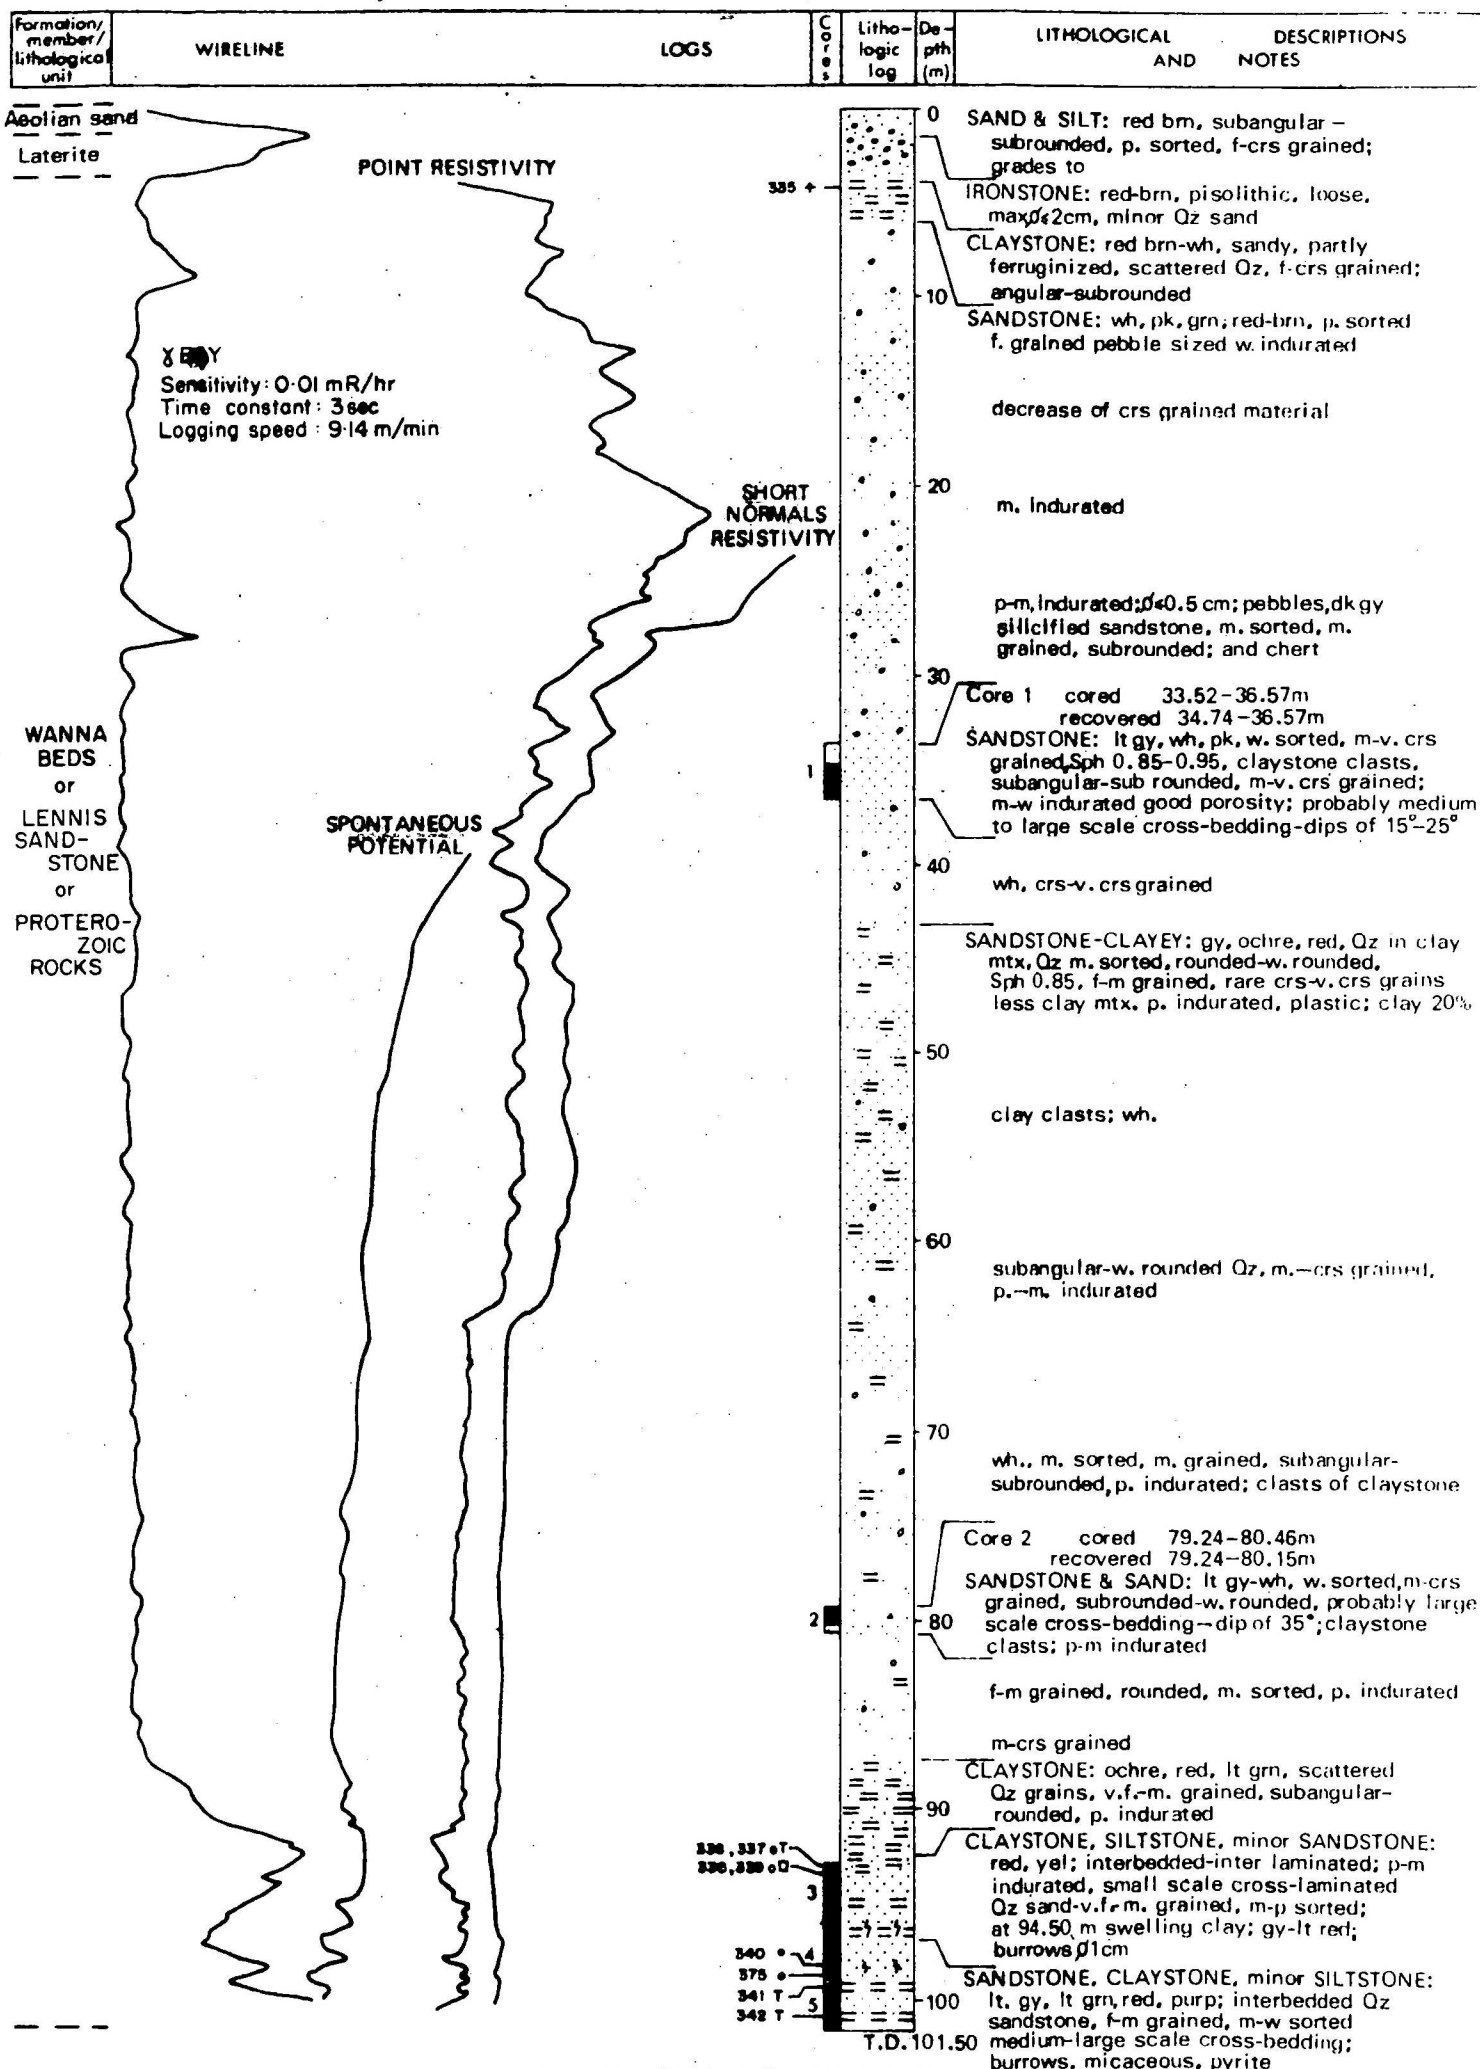 Formation/
member/
lithological
unit
WIRELINE
LOGS
Cores
Litho-
logic
log
De-
pth
(m)
LITHOLOGICAL DESCRIPTIONS
AND NOTES
Aeolian sand
Laterite
WANNA
BEDS
or
LENNIS
SAND-
STONE
or
PROTERO-
ZOIC
ROCKS
POINT RESISTIVITY
γ
Sensitivity: 0·01 mR/hr
Time constant: 3sec
Logging speed: 9·14 m/min
SHORT
NORMALS
RESISTIVITY
SPONTANEOUS
POTENTIAL
335 +
1
2
336, 337 • T
3
340 • 4
375 •
341 T
5
342 T
0
10
20
30
40
50
60
70
80
90
100
T.D.101.50
SAND & SILT: red brn, subangular –
subrounded, p. sorted, f-crs grained;
grades to
IRONSTONE: red-brn, pisolithic, loose,
max Ø<2cm, minor Qz sand
CLAYSTONE: red brn-wh, sandy, partly
ferruginized, scattered Qz, f-crs grained;
angular-subrounded
SANDSTONE: wh, pk, grn, red-brn, p. sorted
f. grained pebble sized w. indurated
decrease of crs grained material
m. indurated
p-m, indurated; Ø<0.5 cm; pebbles, dk gy
silicified sandstone, m. sorted, m.
grained, subrounded; and chert
Core 1 cored 33.52–36.57m
recovered 34.74–36.57m
SANDSTONE: lt gy, wh, pk, w. sorted, m-v. crs
grained, Sph 0.85-0.95, claystone clasts,
subangular-sub rounded, m-v. crs grained;
m-w indurated good porosity; probably medium
to large scale cross-bedding-dips of 15°–25°
wh, crs-v. crs grained
SANDSTONE-CLAYEY: gy, ochre, red, Qz in clay
mtx, Qz m. sorted, rounded-w. rounded,
Sph 0.85, f-m grained, rare crs-v. crs grains
less clay mtx. p. indurated, plastic; clay 20%
clay clasts; wh.
subangular-w. rounded Qz, m.–crs grained,
p.–m. indurated
wh., m. sorted, m. grained, subangular-
subrounded, p. indurated; clasts of claystone
Core 2 cored 79.24–80.46m
recovered 79.24–80.15m
SANDSTONE & SAND: lt gy-wh, w. sorted, m-crs
grained, subrounded-w. rounded, probably large
scale cross-bedding–dip of 35°; claystone
clasts; p-m indurated
f-m grained, rounded, m. sorted, p. indurated
m-crs grained
CLAYSTONE: ochre, red, lt grn, scattered
Qz grains, v.f.-m. grained, subangular-
rounded, p. indurated
CLAYSTONE, SILTSTONE, minor SANDSTONE:
red, yel; interbedded-inter laminated; p-m
indurated, small scale cross-laminated
Qz sand-v.f-m. grained, m-p sorted;
at 94.50 m swelling clay; gy-lt red;
burrows Ø1cm
SANDSTONE, CLAYSTONE, minor SILTSTONE:
lt. gy, lt grn, red, purp; interbedded Qz
sandstone, f-m grained, m-w sorted
medium-large scale cross-bedding;
burrows, micaceous, pyrite